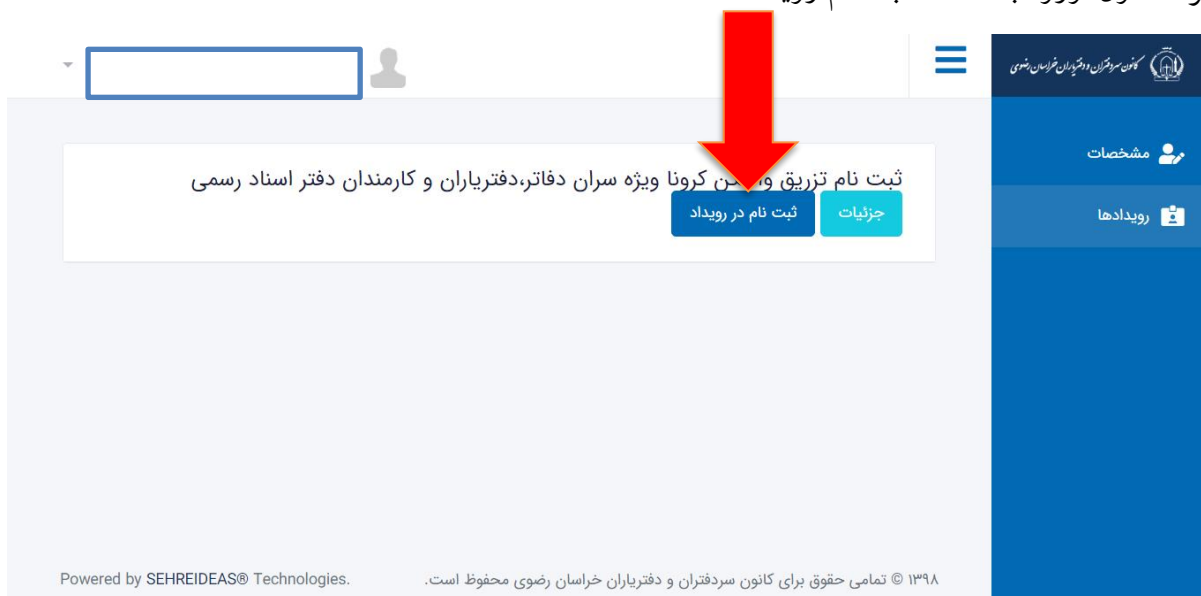 کانون سردفتران و دفتریاران خراسان رضوی
مشخصات
رویدادها
ثبت نام تزریق کرونا ویژه سران دفاتر،دفتریاران و کارمندان دفتر اسناد رسمی
جزئیات
ثبت نام در رویداد
۱۳۹۸ © تمامی حقوق برای کانون سردفتران و دفتریاران خراسان رضوی محفوظ است.
Powered by SEHREIDEAS® Technologies.